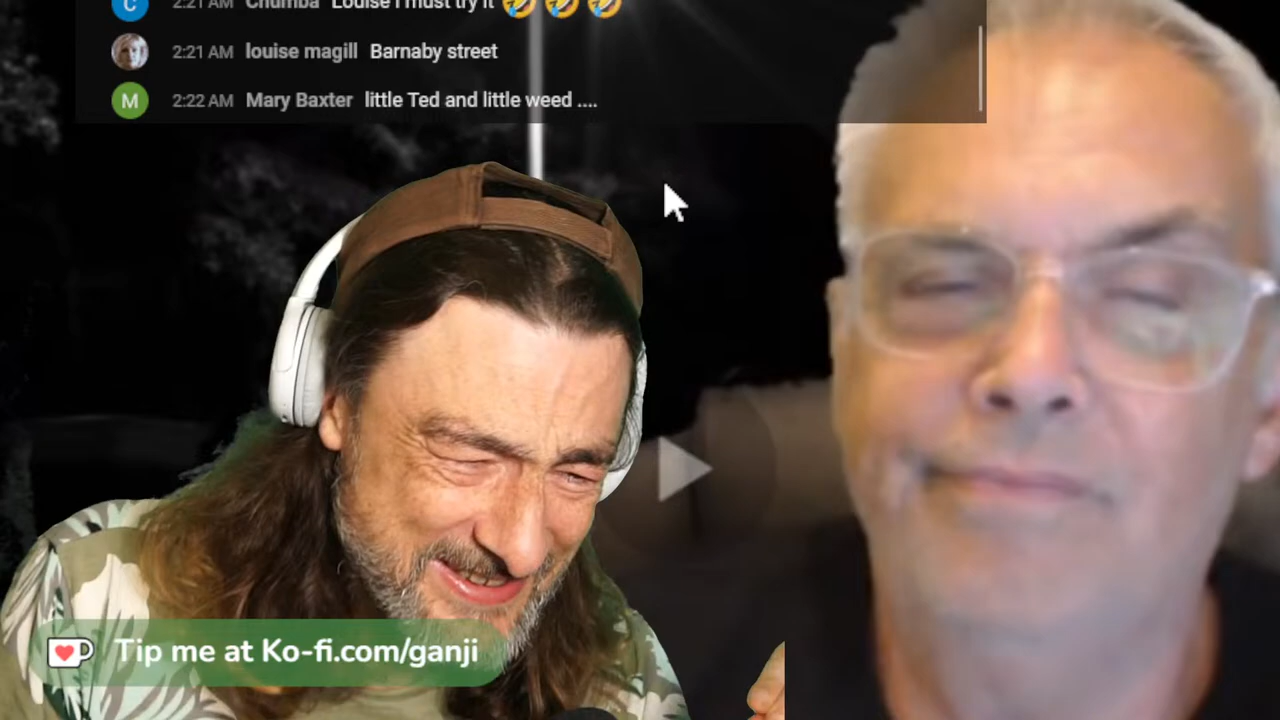 C 2:21 AM Chumba Louise I must try it 🤣 🤣 🤣
2:21 AM louise magill Barnaby street
M 2:22 AM Mary Baxter little Ted and little weed ....
Tip me at Ko-fi.com/ganji